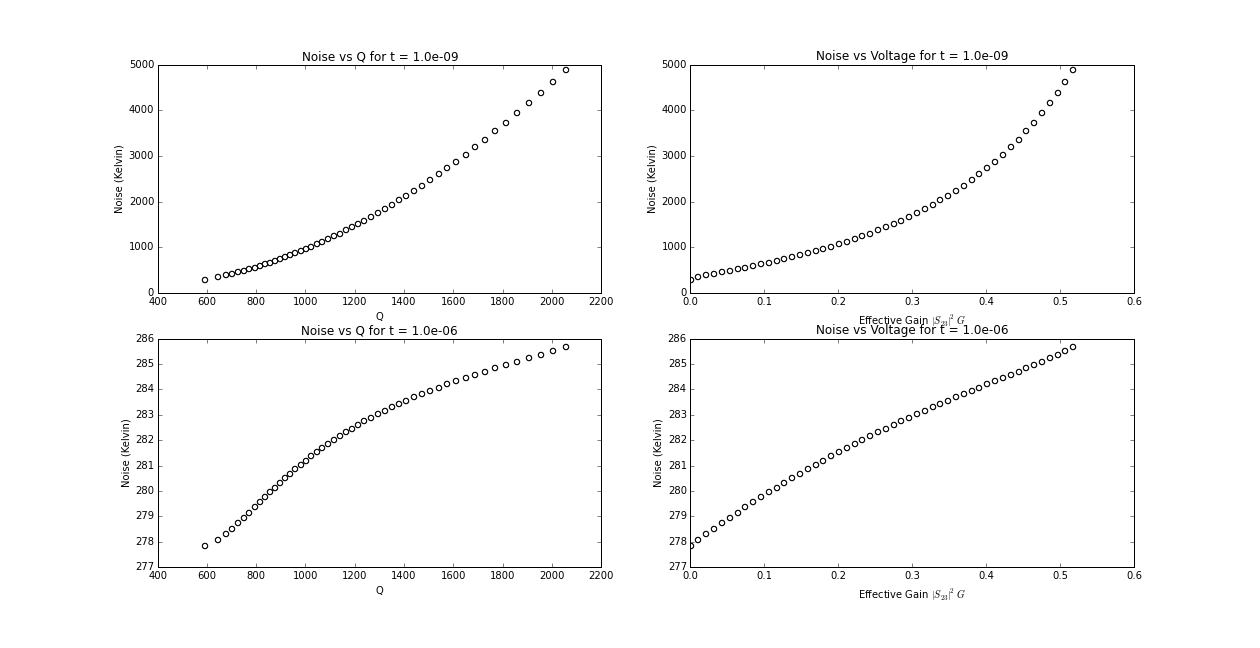 Noise vs Q for t = 1.0e-09
5000
4000
3000
2000
1000
0
Noise (Kelvin)
400 600 800 1000 1200 1400 1600 1800 2000 2200
Q
Noise vs Voltage for t = 1.0e-09
5000
4000
3000
2000
1000
0
Noise (Kelvin)
0.0 0.1 0.2 0.3 0.4 0.5 0.6
Effective Gain |S₂₃|² G
Noise vs Q for t = 1.0e-06
286
285
284
283
282
281
280
279
278
277
Noise (Kelvin)
400 600 800 1000 1200 1400 1600 1800 2000 2200
Q
Noise vs Voltage for t = 1.0e-06
286
285
284
283
282
281
280
279
278
277
Noise (Kelvin)
0.0 0.1 0.2 0.3 0.4 0.5 0.6
Effective Gain |S₂₃|² G